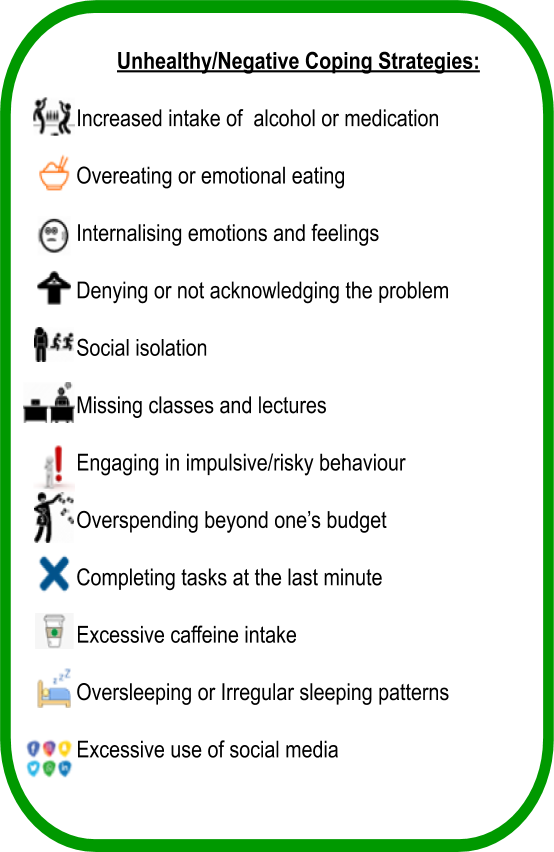 Unhealthy/Negative Coping Strategies:
Increased intake of  alcohol or medication
Overeating or emotional eating
Internalising emotions and feelings
Denying or not acknowledging the problem
Social isolation
Missing classes and lectures
Engaging in impulsive/risky behaviour
Overspending beyond one’s budget
Completing tasks at the last minute
Excessive caffeine intake
Oversleeping or Irregular sleeping patterns
Excessive use of social media